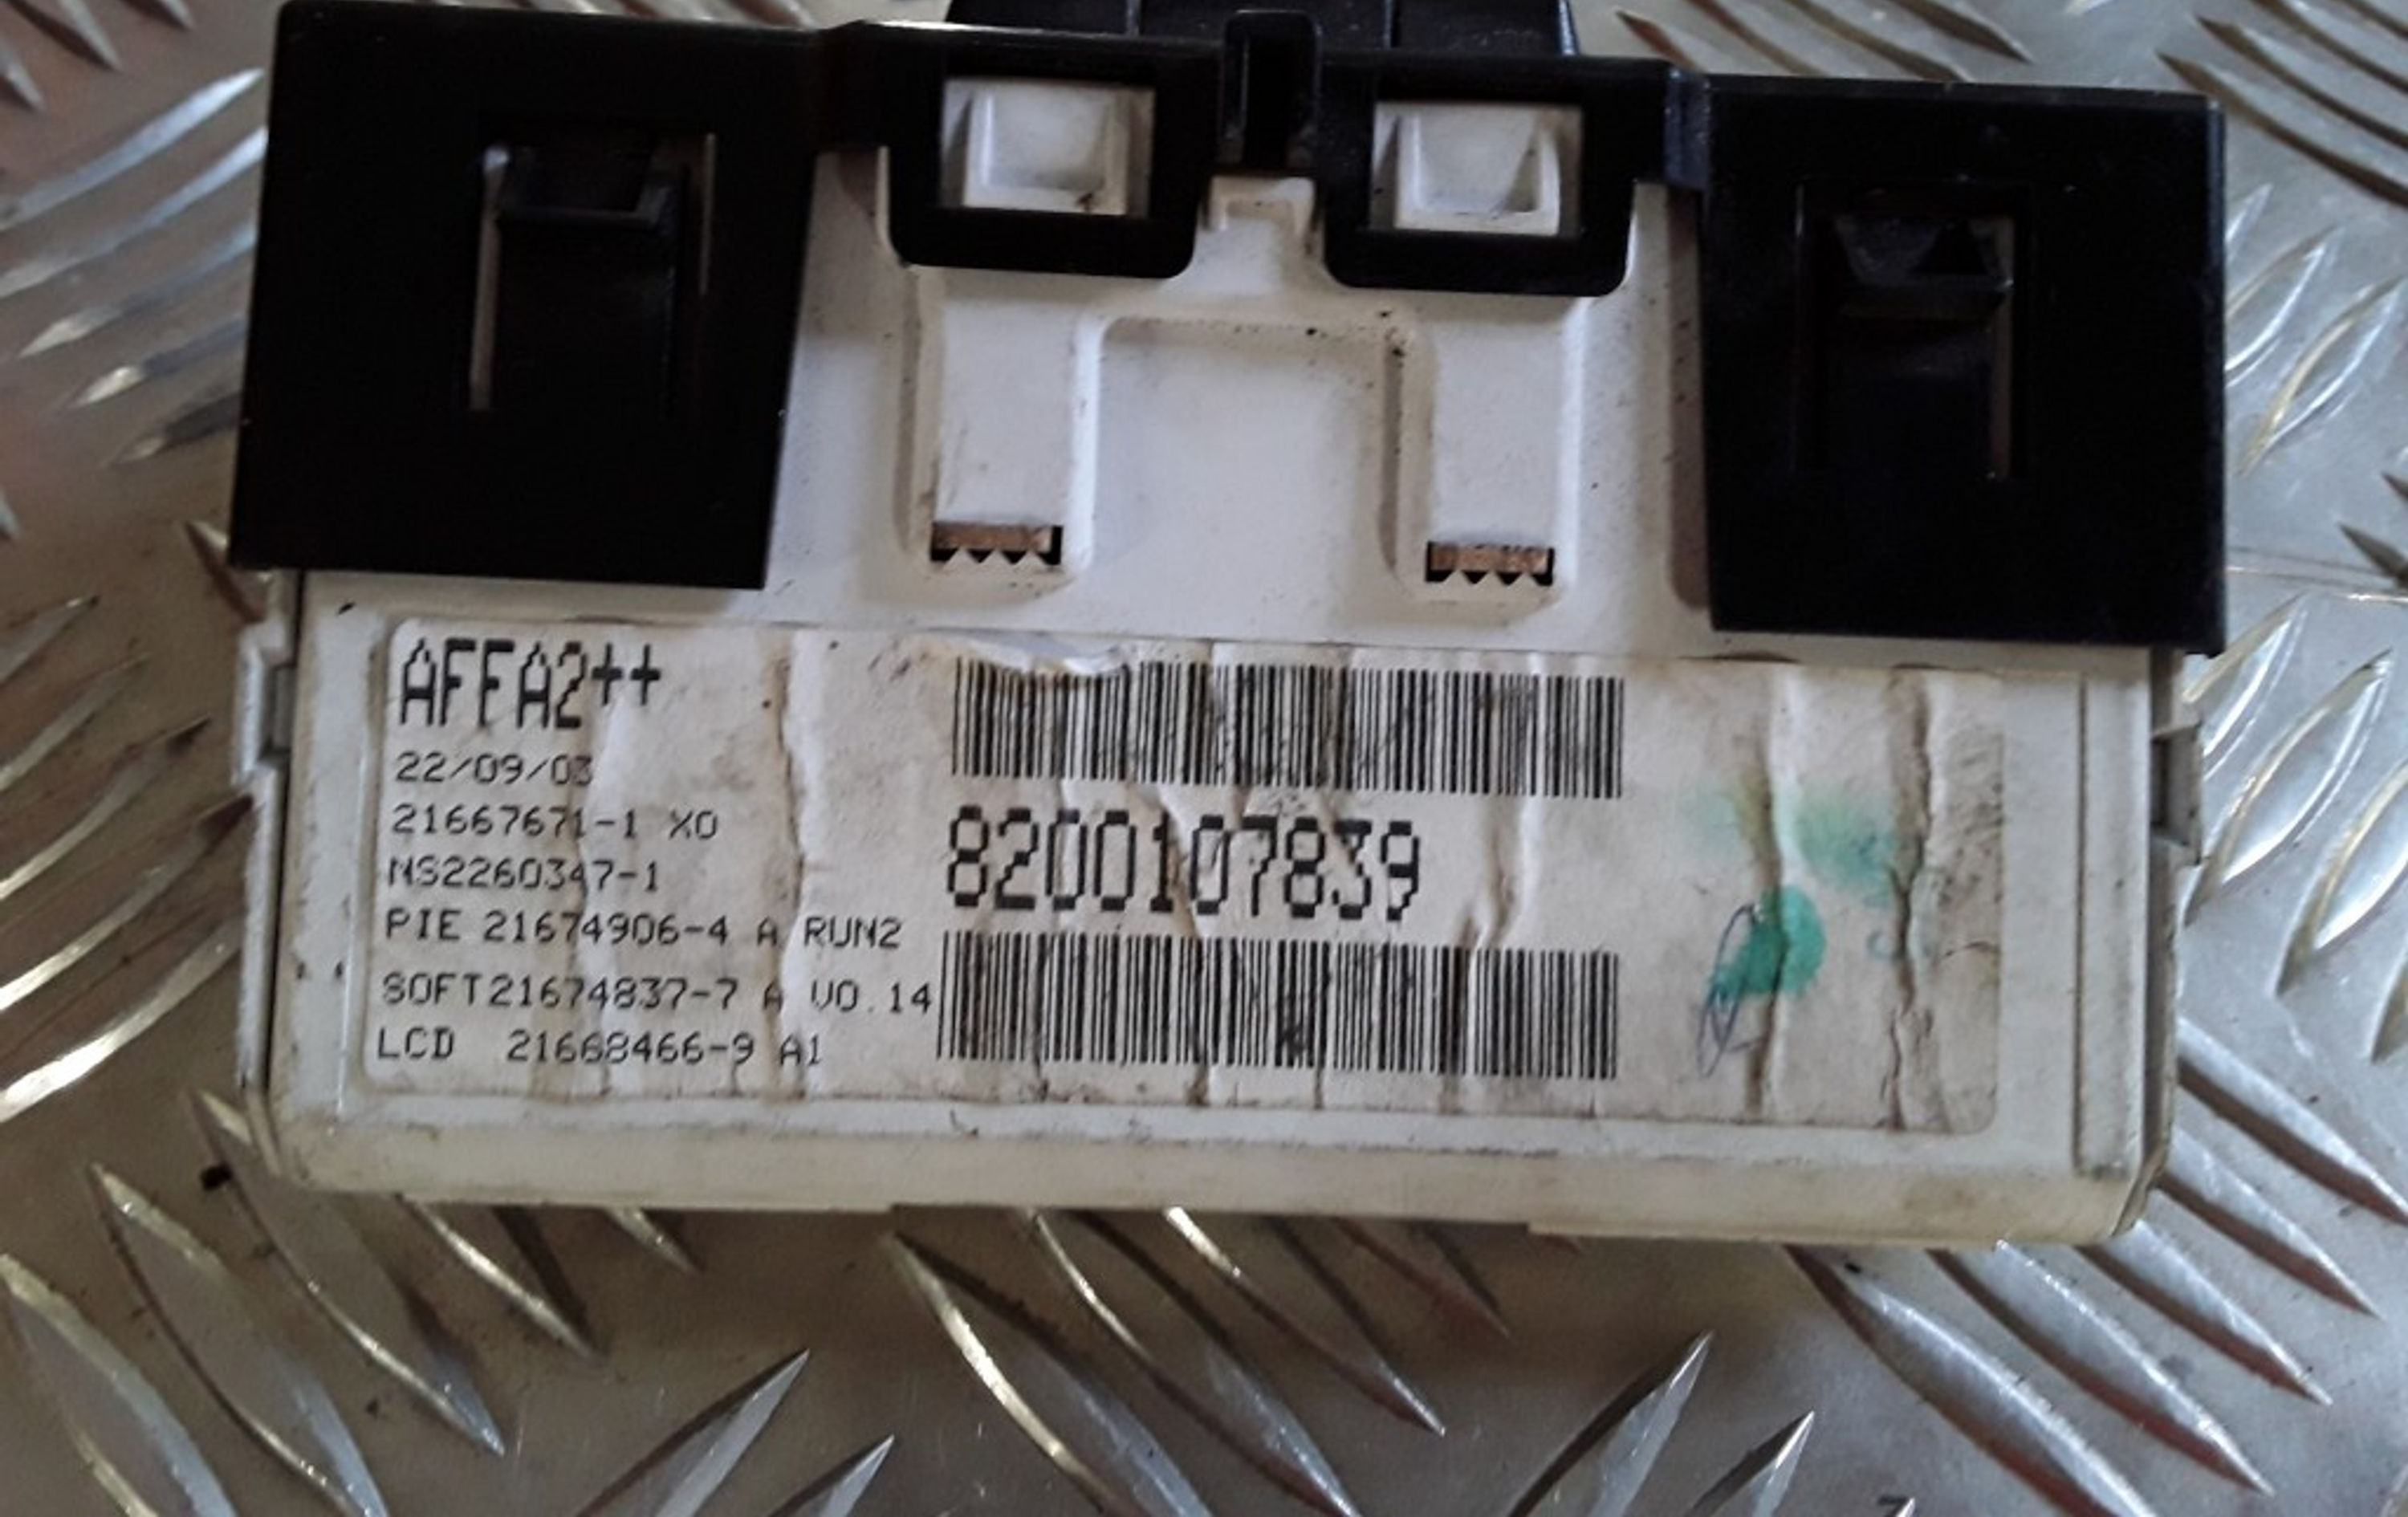 AFFA2++
22/09/03
21667671-1 X0
NS2260347-1
PIE 21674906-4 A RUN2
SOFT21674837-7 A V0.14
LCD 21668466-9 A1
8200107839